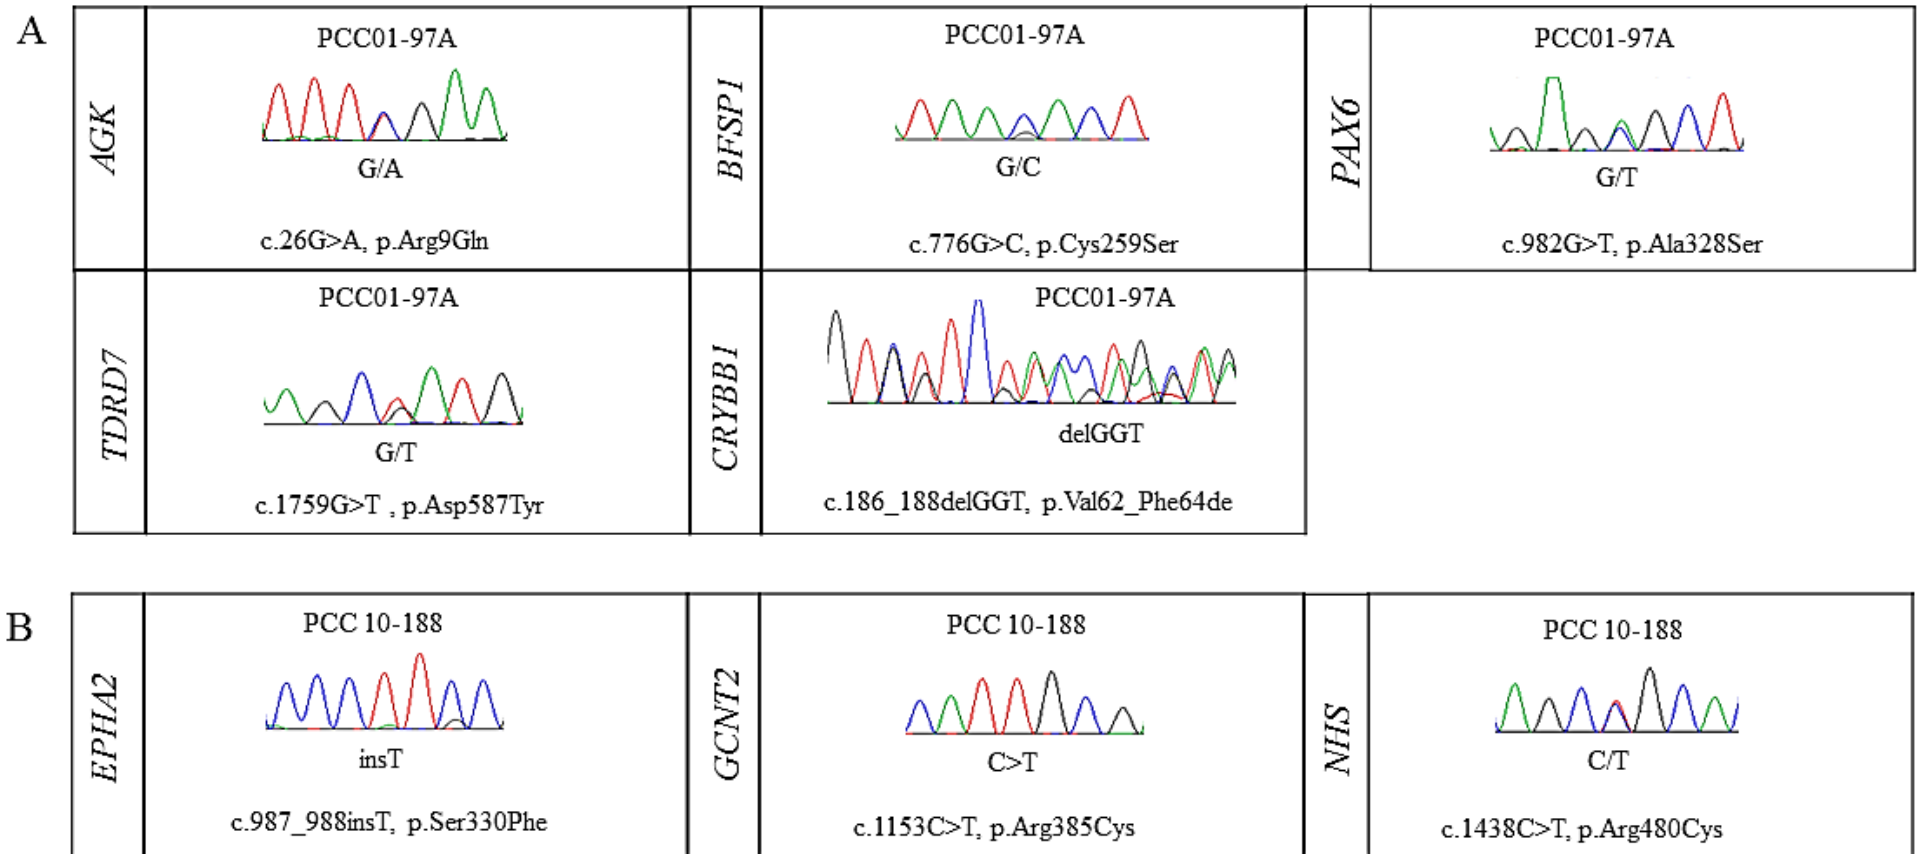 A
AGK
PCC01-97A
G/A
c.26G>A, p.Arg9Gln
BFSP1
PCC01-97A
G/C
c.776G>C, p.Cys259Ser
PAX6
PCC01-97A
G/T
c.982G>T, p.Ala328Ser
TDRD7
PCC01-97A
G/T
c.1759G>T , p.Asp587Tyr
CRYBB1
PCC01-97A
delGGT
c.186_188delGGT, p.Val62_Phe64de
B
EPHA2
PCC 10-188
insT
c.987_988insT, p.Ser330Phe
GCNT2
PCC 10-188
C>T
c.1153C>T, p.Arg385Cys
NHS
PCC 10-188
C/T
c.1438C>T, p.Arg480Cys